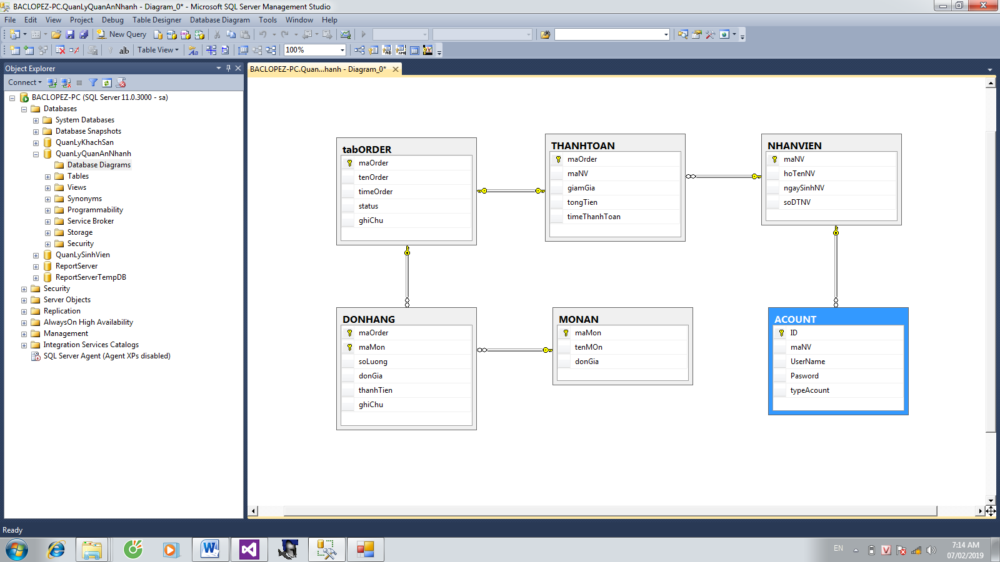 BACLOPEZ-PC.QuanLyQuanAnNhanh - Diagram_0* - Microsoft SQL Server Management Studio
File Edit View Project Debug Table Designer Database Diagram Tools Window Help
New Query
Table View
100%
Object Explorer
Connect
BACLOPEZ-PC (SQL Server 11.0.3000 - sa)
Databases
System Databases
Database Snapshots
QuanLyKhachSan
QuanLyQuanAnNhanh
Database Diagrams
Tables
Views
Synonyms
Programmability
Service Broker
Storage
Security
QuanLySinhVien
ReportServer
ReportServerTempDB
Security
Server Objects
Replication
AlwaysOn High Availability
Management
Integration Services Catalogs
SQL Server Agent (Agent XPs disabled)
BACLOPEZ-PC.Quan...hanh - Diagram_0*
tabORDER
maOrder
tenOrder
timeOrder
status
ghiChu
THANHTOAN
maOrder
maNV
giamGia
tongTien
timeThanhToan
NHANVIEN
maNV
hoTenNV
ngaySinhNV
soDTNV
DONHANG
maOrder
maMon
soLuong
donGia
thanhTien
ghiChu
MONAN
maMon
tenMOn
donGia
ACOUNT
ID
maNV
UserName
Pasword
typeAcount
Ready
EN
7:14 AM
07/02/2019